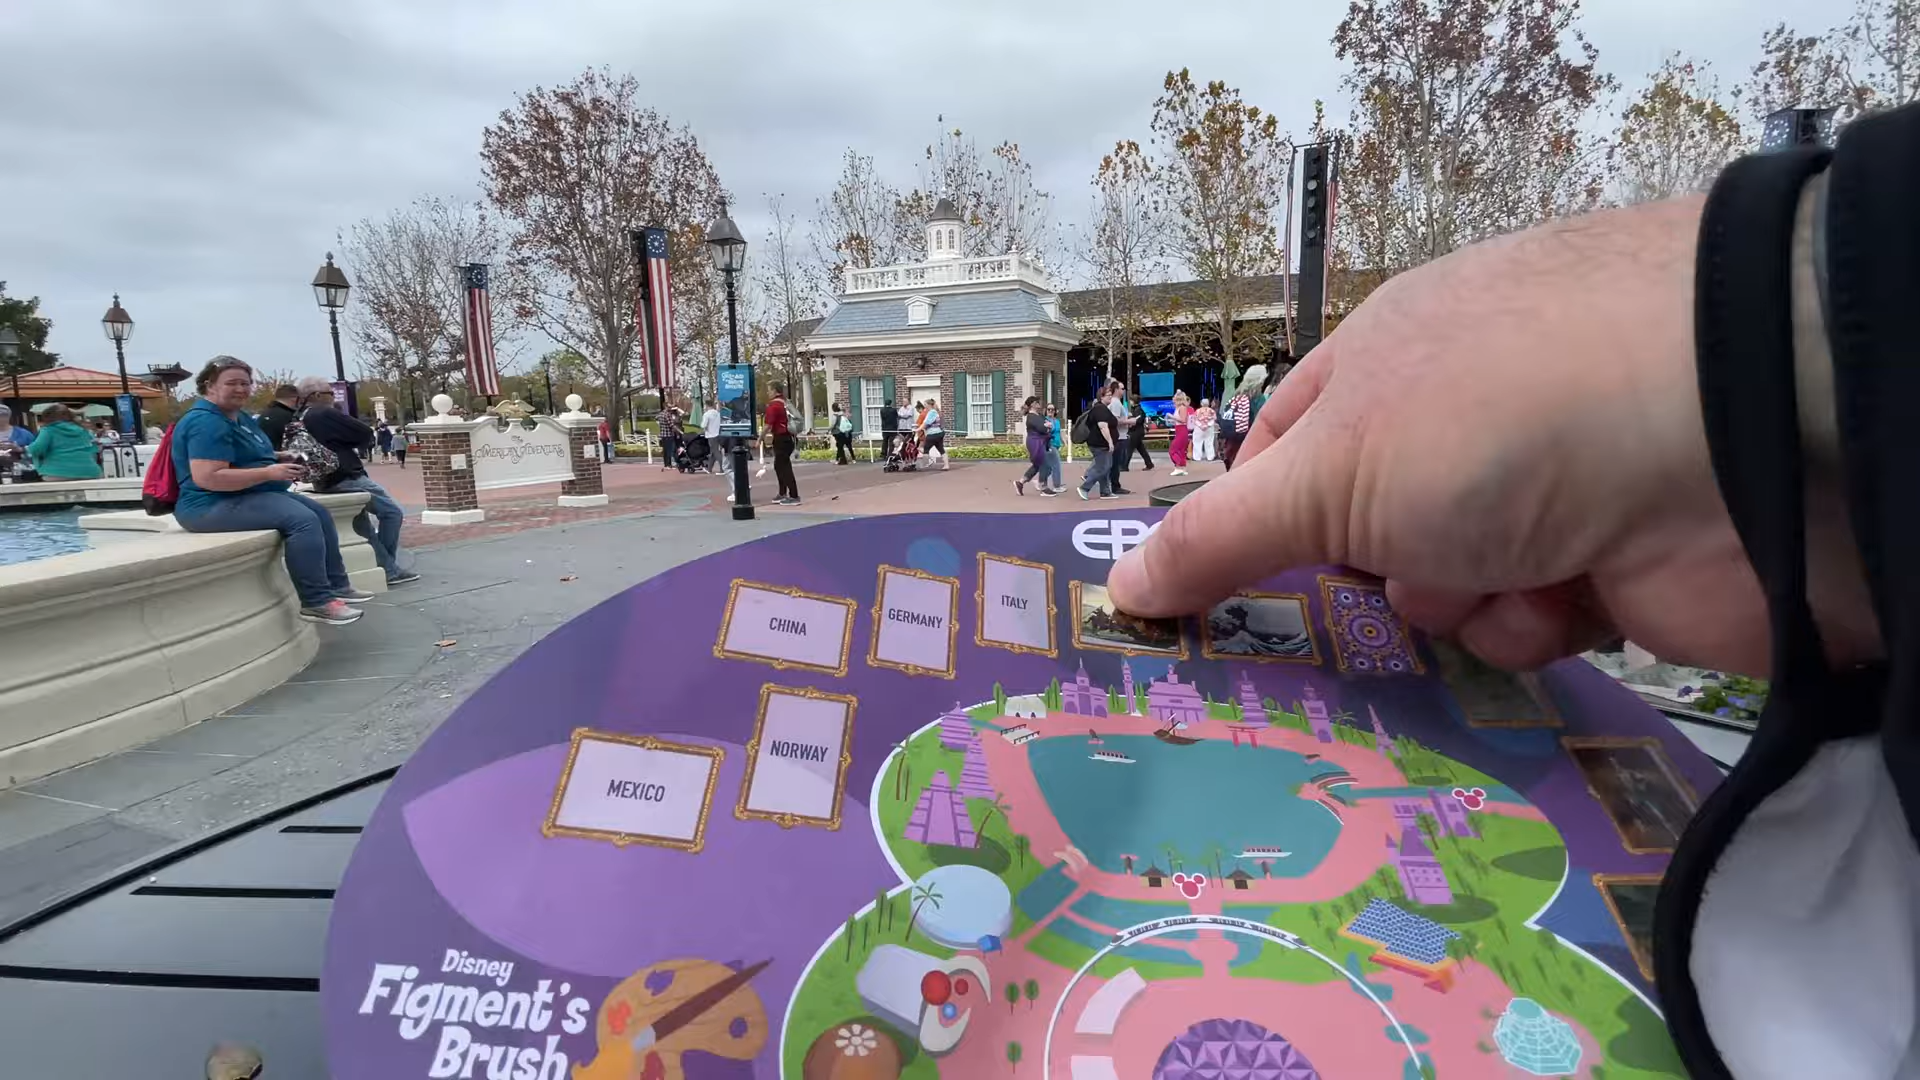 The
AMERICAN ADVENTURE
ITALY
GERMANY
CHINA
NORWAY
MEXICO
Disney
Figment's
Brush